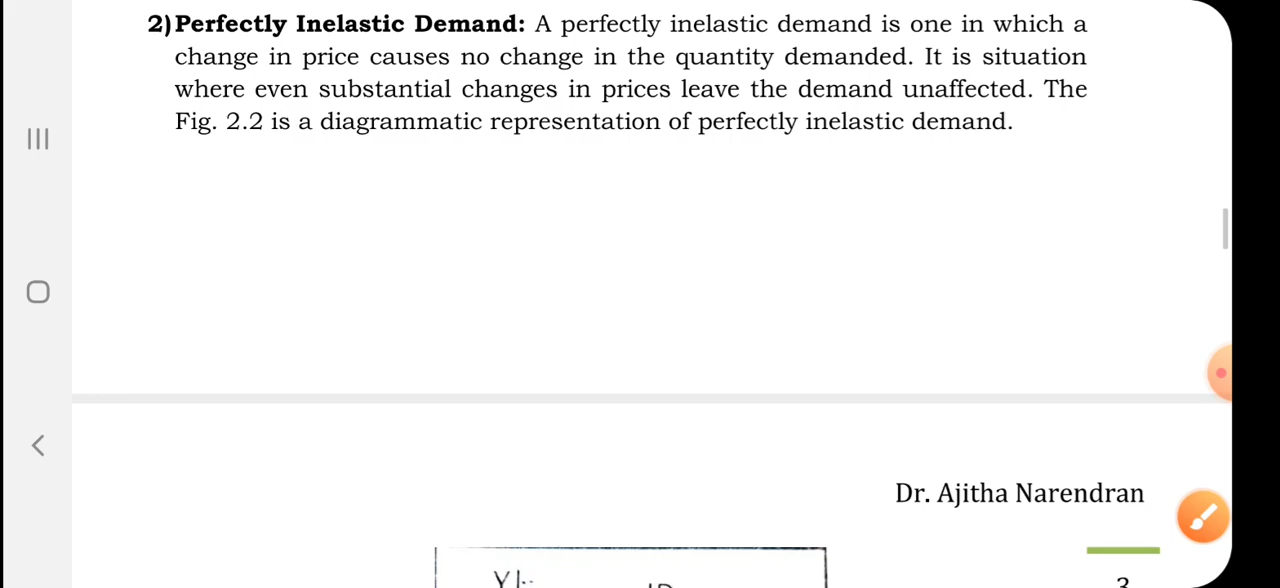 2) Perfectly Inelastic Demand: A perfectly inelastic demand is one in which a
change in price causes no change in the quantity demanded. It is situation
where even substantial changes in prices leave the demand unaffected. The
Fig. 2.2 is a diagrammatic representation of perfectly inelastic demand.
Dr. Ajitha Narendran
Y
3